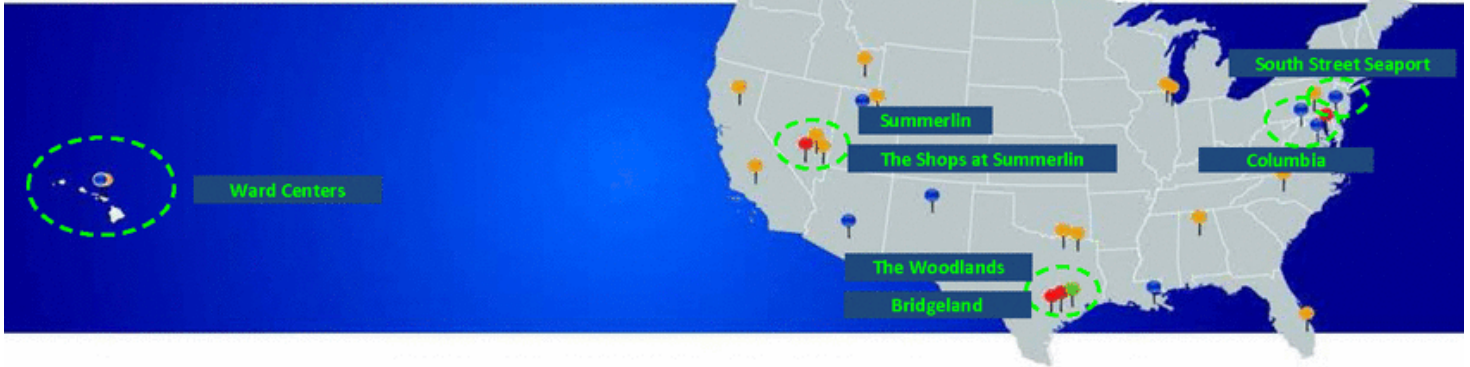 South Street Seaport
Summerlin
The Shops at Summerlin
Columbia
Ward Centers
The Woodlands
Bridgeland